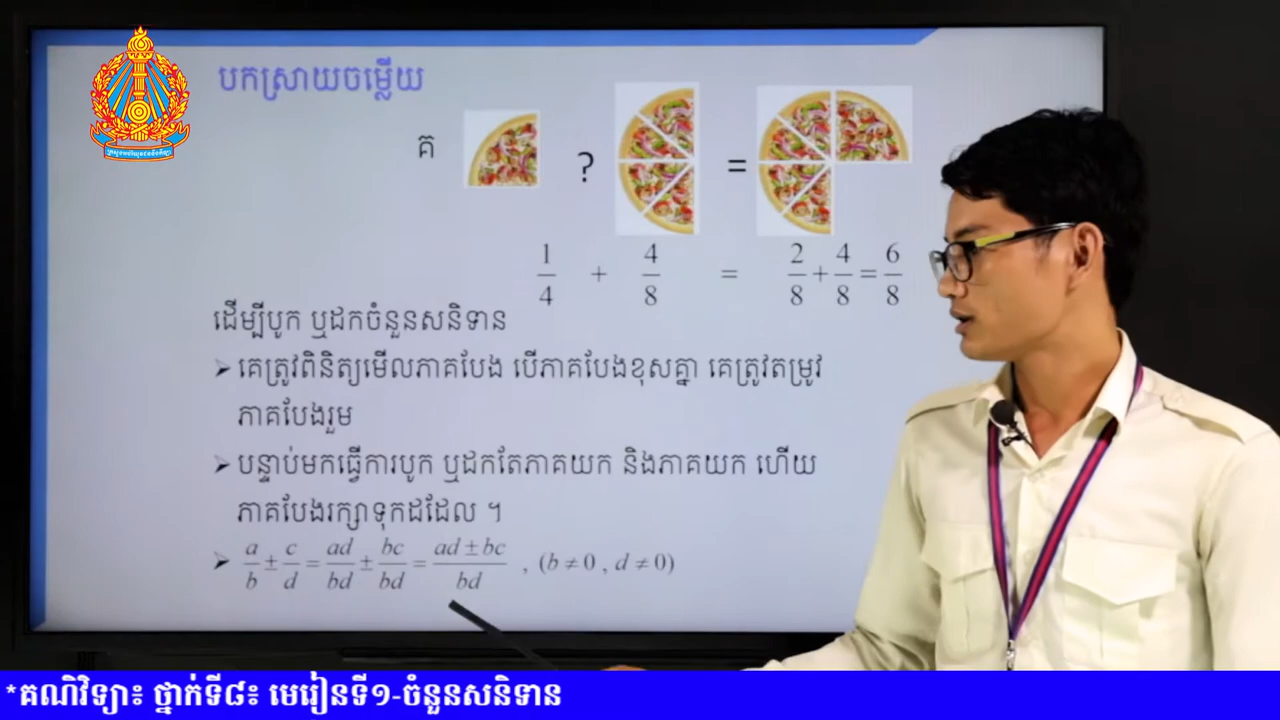 បកស្រាយចម្លើយ
គ ? =
1/4 + 4/8 = 2/8 + 4/8 = 6/8
ដើម្បីបូក ឬដកចំនួនសនិទាន
➢ គេត្រូវពិនិត្យមើលភាគបែង បើភាគបែងខុសគ្នា គេត្រូវតម្រូវ
ភាគបែងរួម
➢ បន្ទាប់មកធ្វើការបូក ឬដកតែភាគយក និងភាគយក ហើយ
ភាគបែងរក្សាទុកដដែល ។
➢ a/b ± c/d = ad/bd ± bc/bd = (ad ± bc)/bd , (b ≠ 0 , d ≠ 0)
*គណិវិទ្យា៖ ថ្នាក់ទី៨៖ មេរៀនទី១-ចំនួនសនិទាន